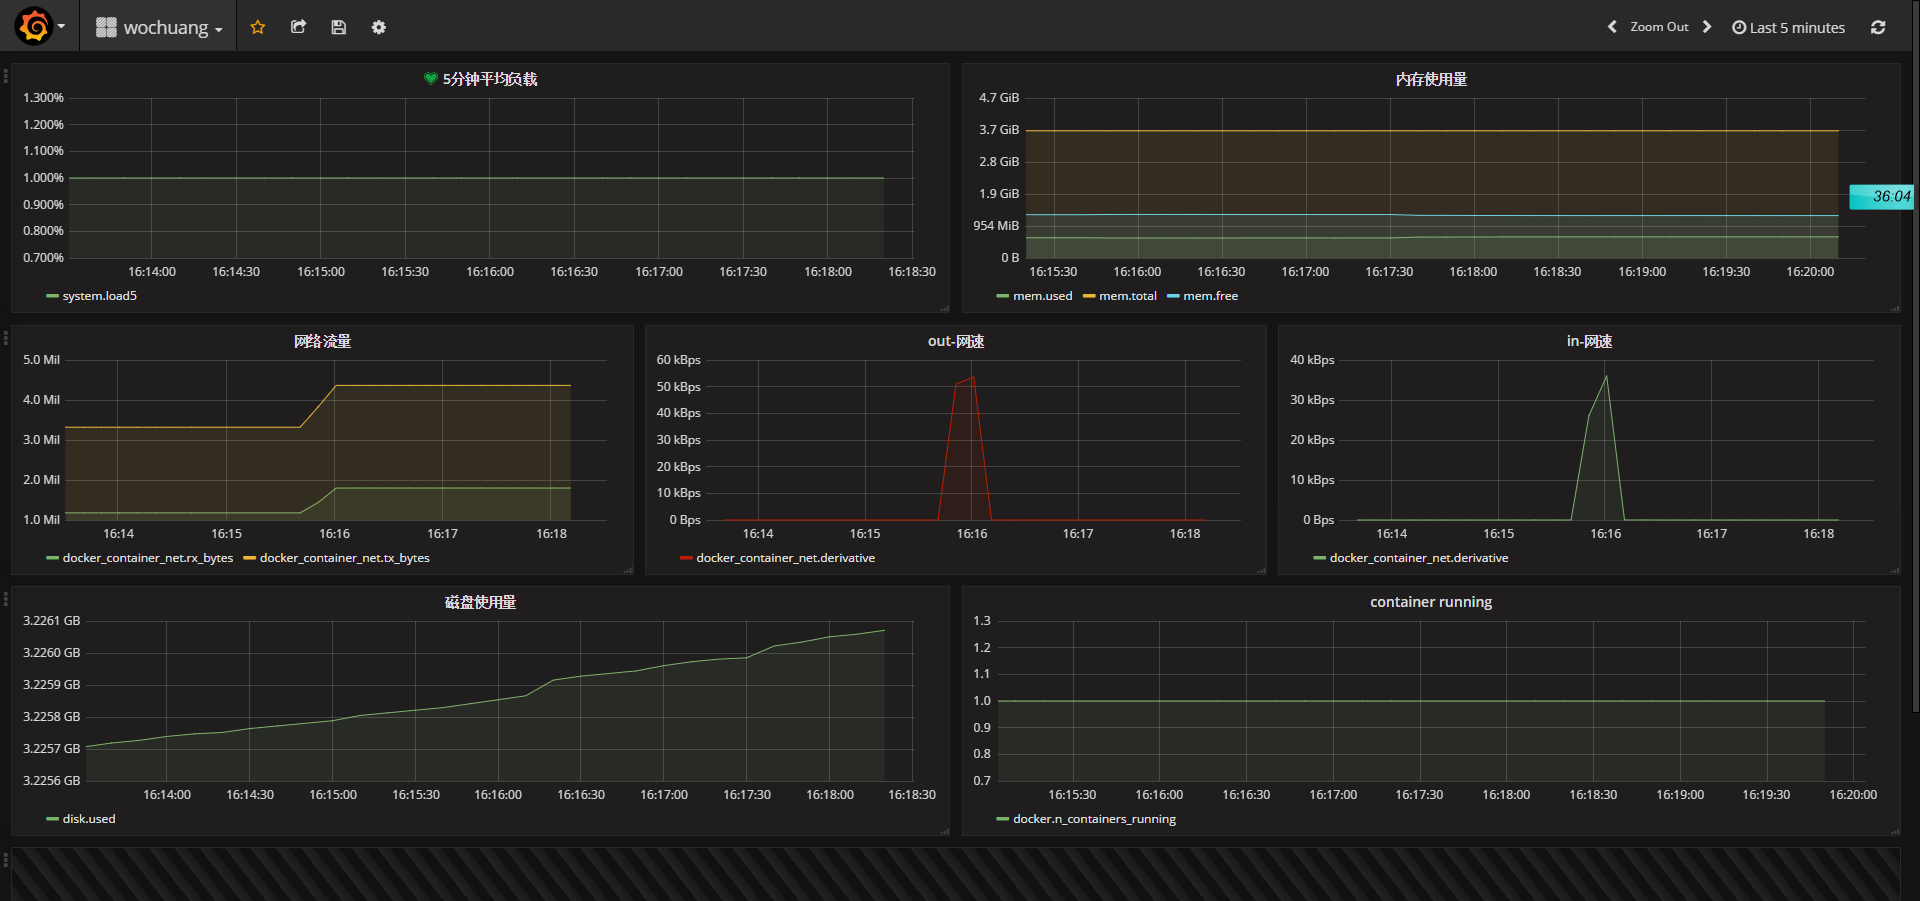 wochuang
Zoom Out
Last 5 minutes
5分钟平均负载
1.300%
1.200%
1.100%
1.000%
0.900%
0.800%
0.700%
16:14:00 16:14:30 16:15:00 16:15:30 16:16:00 16:16:30 16:17:00 16:17:30 16:18:00 16:18:30
system.load5
内存使用量
4.7 GiB
3.7 GiB
2.8 GiB
1.9 GiB
954 MiB
0 B
16:15:30 16:16:00 16:16:30 16:17:00 16:17:30 16:18:00 16:18:30 16:19:00 16:19:30 16:20:00
mem.used mem.total mem.free
36:04
网络流量
5.0 Mil
4.0 Mil
3.0 Mil
2.0 Mil
1.0 Mil
16:14 16:15 16:16 16:17 16:18
docker_container_net.rx_bytes docker_container_net.tx_bytes
out-网速
60 kBps
50 kBps
40 kBps
30 kBps
20 kBps
10 kBps
0 Bps
16:14 16:15 16:16 16:17 16:18
docker_container_net.derivative
in-网速
40 kBps
30 kBps
20 kBps
10 kBps
0 Bps
16:14 16:15 16:16 16:17 16:18
docker_container_net.derivative
磁盘使用量
3.2261 GB
3.2260 GB
3.2259 GB
3.2258 GB
3.2257 GB
3.2256 GB
16:14:00 16:14:30 16:15:00 16:15:30 16:16:00 16:16:30 16:17:00 16:17:30 16:18:00 16:18:30
disk.used
container running
1.3
1.2
1.1
1.0
0.9
0.8
0.7
16:15:30 16:16:00 16:16:30 16:17:00 16:17:30 16:18:00 16:18:30 16:19:00 16:19:30 16:20:00
docker.n_containers_running